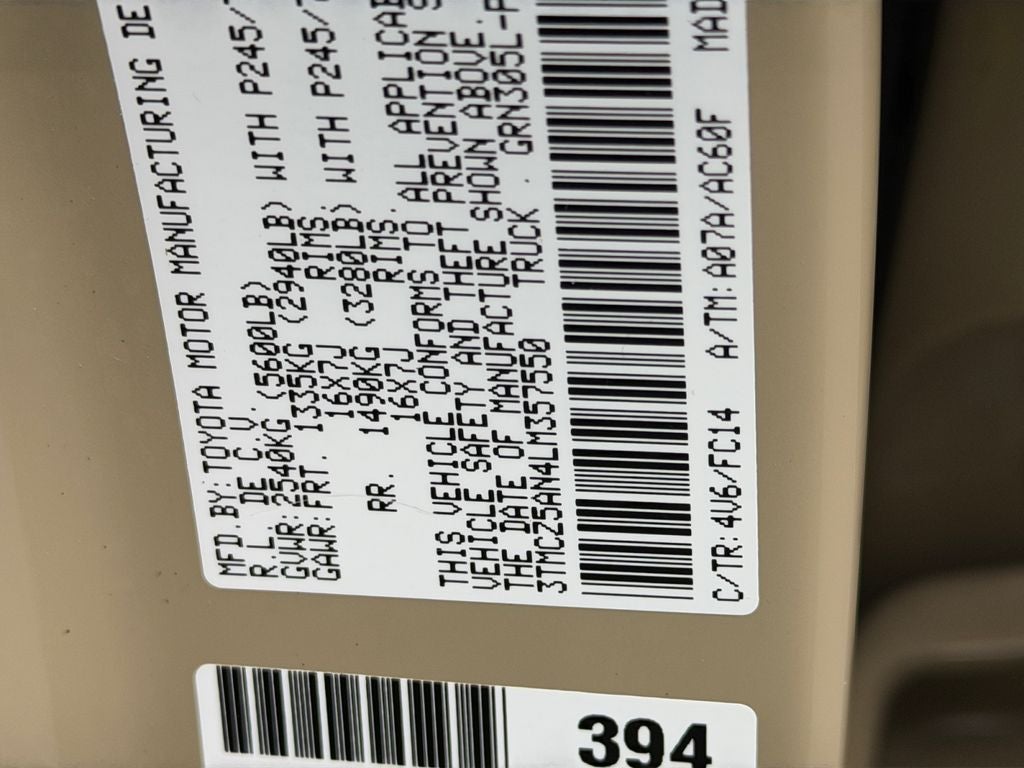 MFD. BY: TOYOTA MOTOR MANUFACTURING DE
R.L. DE C.V.
GVWR: 2540KG (5600LB)
GAWR: FRT. 1335KG (2940LB) WITH P245/
16X7J RIMS.
RR. 1490KG (3280LB) WITH P245/
16X7J RIMS.
THIS VEHICLE CONFORMS TO ALL APPLICAB
VEHICLE SAFETY AND THEFT PREVENTION S
THE DATE OF MANUFACTURE SHOWN ABOVE.
3TMCZ5AN4LM357550 TRUCK . GRN305L-P
C/TR: 4V6/FC14 A/TM: A07A/AC60F MAD
394